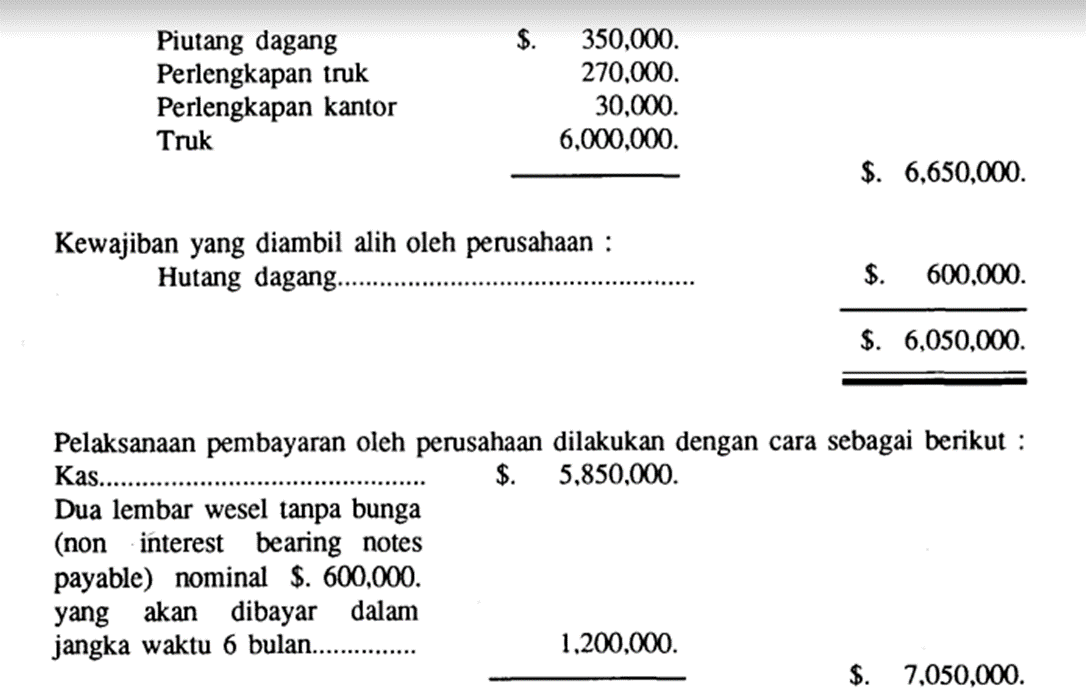 Piutang dagang $. 350,000.
Perlengkapan truk 270,000.
Perlengkapan kantor 30,000.
Truk 6,000,000.
$. 6,650,000.
Kewajiban yang diambil alih oleh perusahaan :
Hutang dagang................................................... $. 600,000.
$. 6,050,000.
Pelaksanaan pembayaran oleh perusahaan dilakukan dengan cara sebagai berikut :
Kas.............................................. $. 5,850,000.
Dua lembar wesel tanpa bunga
(non interest bearing notes
payable) nominal $. 600,000.
yang akan dibayar dalam
jangka waktu 6 bulan............... 1,200,000.
$. 7,050,000.